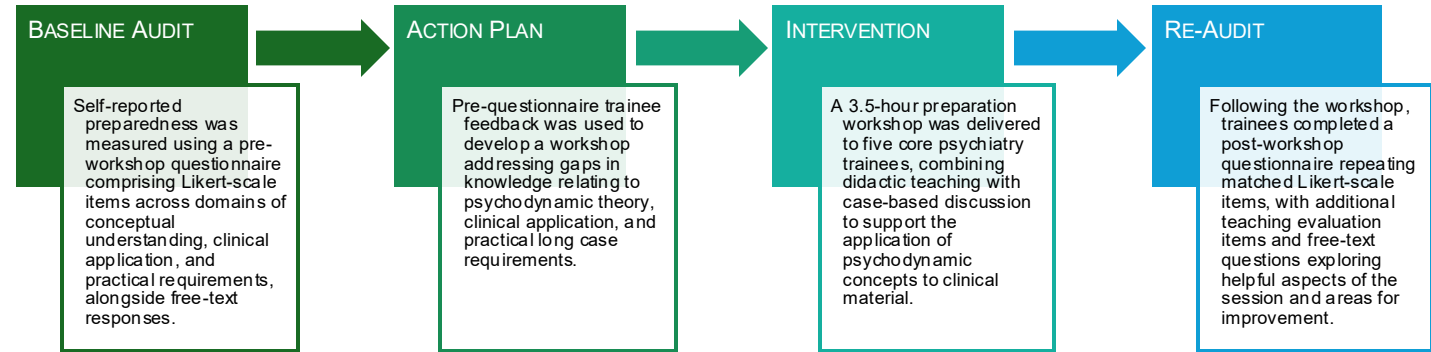 BASELINE AUDIT
Self-reported
preparedness was
measured using a pre-
workshop questionnaire
comprising Likert-scale
items across domains of
conceptual
understanding, clinical
application, and
practical requirements,
alongside free-text
responses.
ACTION PLAN
Pre-questionnaire trainee
feedback was used to
develop a workshop
addressing gaps in
knowledge relating to
psychodynamic theory,
clinical application, and
practical long case
requirements.
INTERVENTION
A 3.5-hour preparation
workshop was delivered
to five core psychiatry
trainees, combining
didactic teaching with
case-based discussion
to support the
application of
psychodynamic
concepts to clinical
material.
RE-AUDIT
Following the workshop,
trainees completed a
post-workshop
questionnaire repeating
matched Likert-scale
items, with additional
teaching evaluation
items and free-text
questions exploring
helpful aspects of the
session and areas for
improvement.